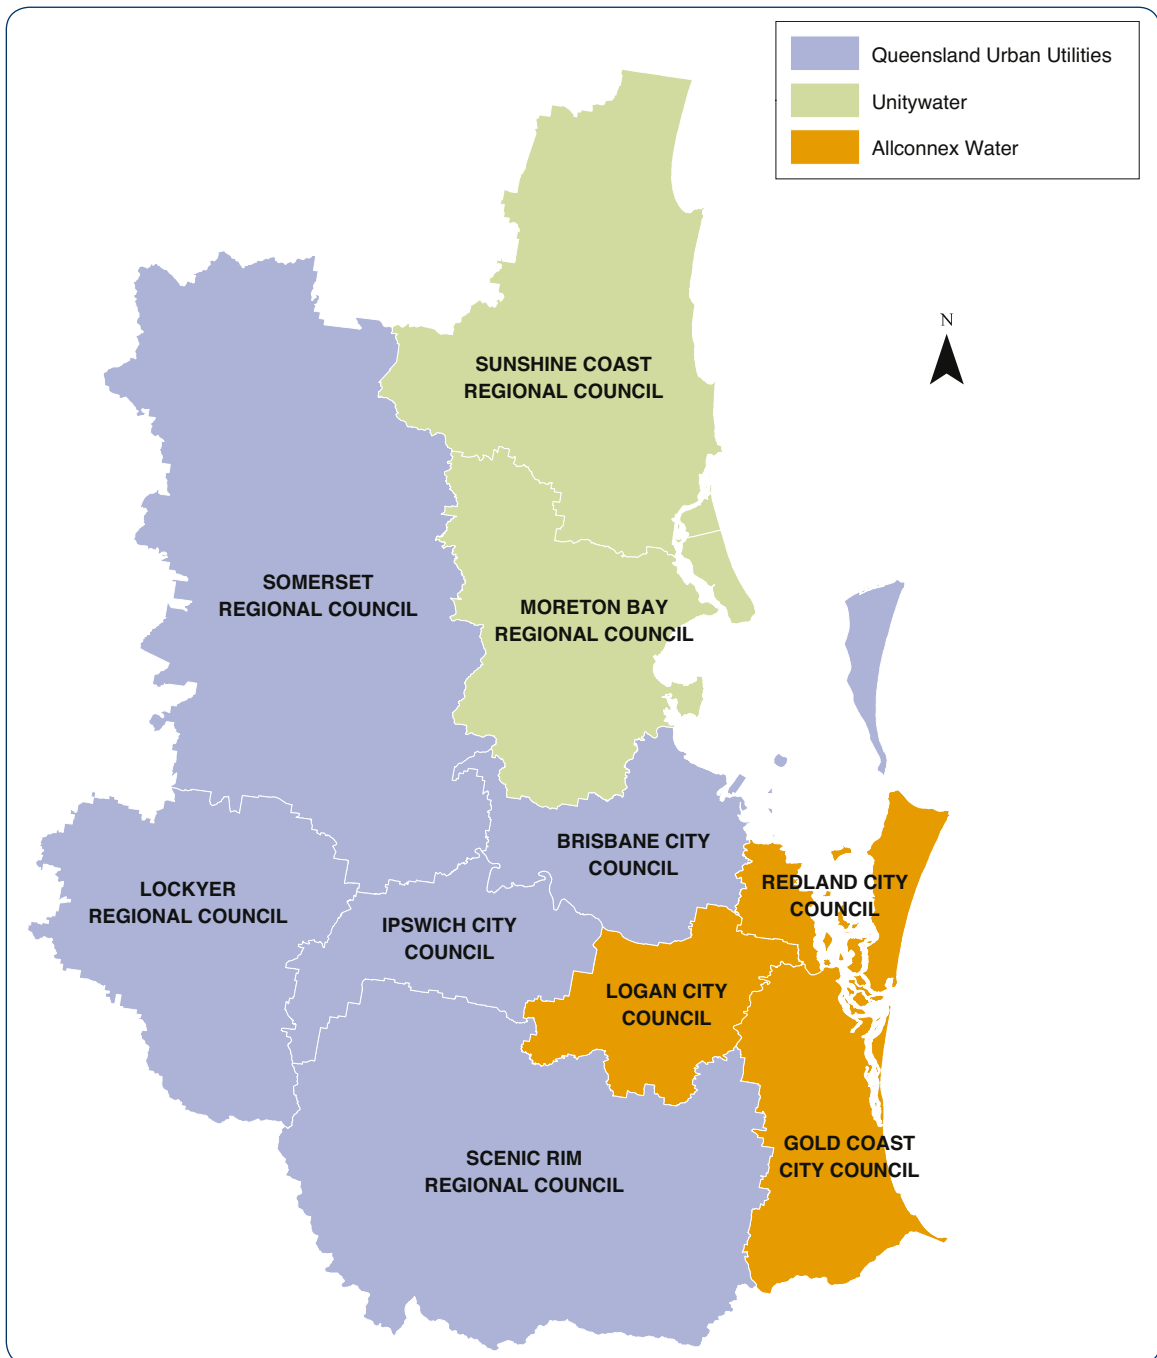 Queensland Urban Utilities
Unitywater
Allconnex Water
N
SUNSHINE COAST
REGIONAL COUNCIL
SOMERSET
REGIONAL COUNCIL
MORETON BAY
REGIONAL COUNCIL
BRISBANE CITY
COUNCIL
REDLAND CITY
COUNCIL
LOCKYER
REGIONAL COUNCIL
IPSWICH CITY
COUNCIL
LOGAN CITY
COUNCIL
GOLD COAST
CITY COUNCIL
SCENIC RIM
REGIONAL COUNCIL